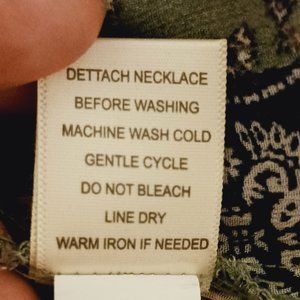 DETTACH NECKLACE
BEFORE WASHING
MACHINE WASH COLD
GENTLE CYCLE
DO NOT BLEACH
LINE DRY
WARM IRON IF NEEDED